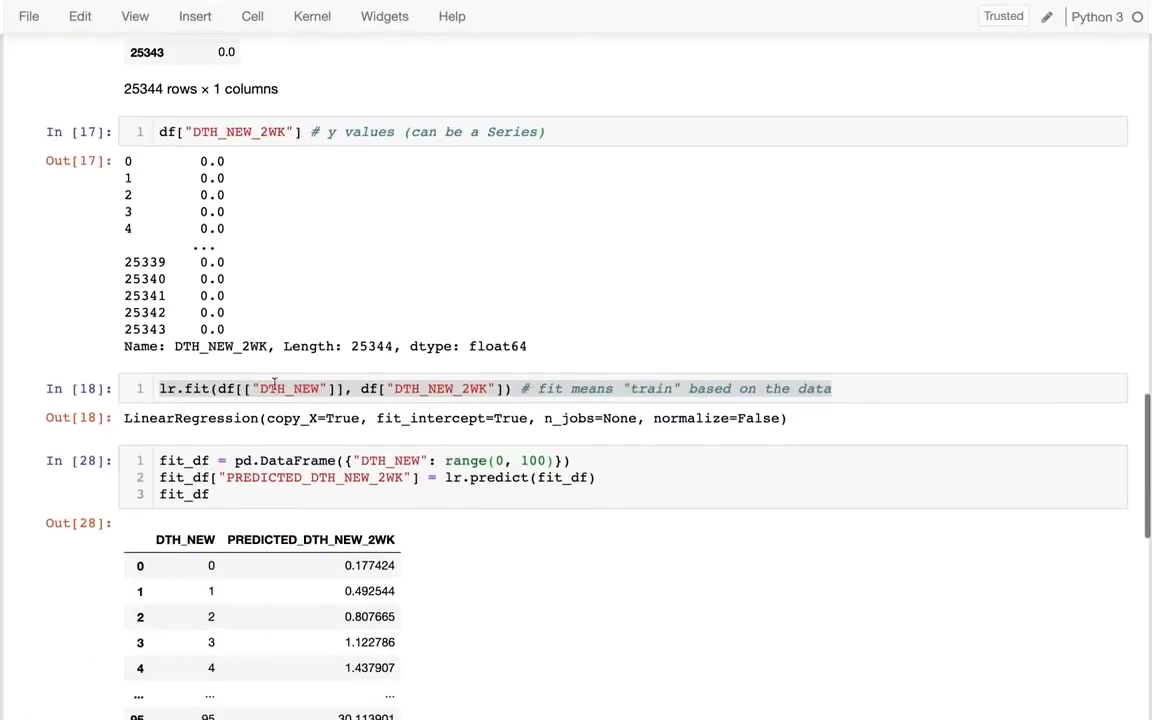 File Edit View Insert Cell Kernel Widgets Help Trusted Python 3
25343 0.0
25344 rows × 1 columns
In [17]: 1 df["DTH_NEW_2WK"] # y values (can be a Series)
Out[17]: 0 0.0
1 0.0
2 0.0
3 0.0
4 0.0
...
25339 0.0
25340 0.0
25341 0.0
25342 0.0
25343 0.0
Name: DTH_NEW_2WK, Length: 25344, dtype: float64
In [18]: 1 lr.fit(df[["DTH_NEW"]], df["DTH_NEW_2WK"]) # fit means "train" based on the data
Out[18]: LinearRegression(copy_X=True, fit_intercept=True, n_jobs=None, normalize=False)
In [28]: 1 fit_df = pd.DataFrame({"DTH_NEW": range(0, 100)})
2 fit_df["PREDICTED_DTH_NEW_2WK"] = lr.predict(fit_df)
3 fit_df
Out[28]:
DTH_NEW PREDICTED_DTH_NEW_2WK
0 0 0.177424
1 1 0.492544
2 2 0.807665
3 3 1.122786
4 4 1.437907
... ... ...
95 95 30.113901